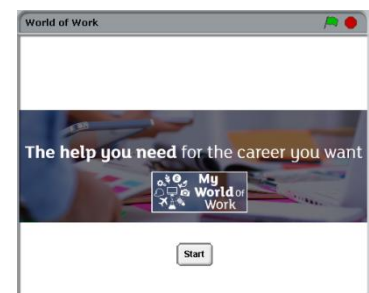 World of Work
The help you need for the career you want
My
World Of
Work
Start